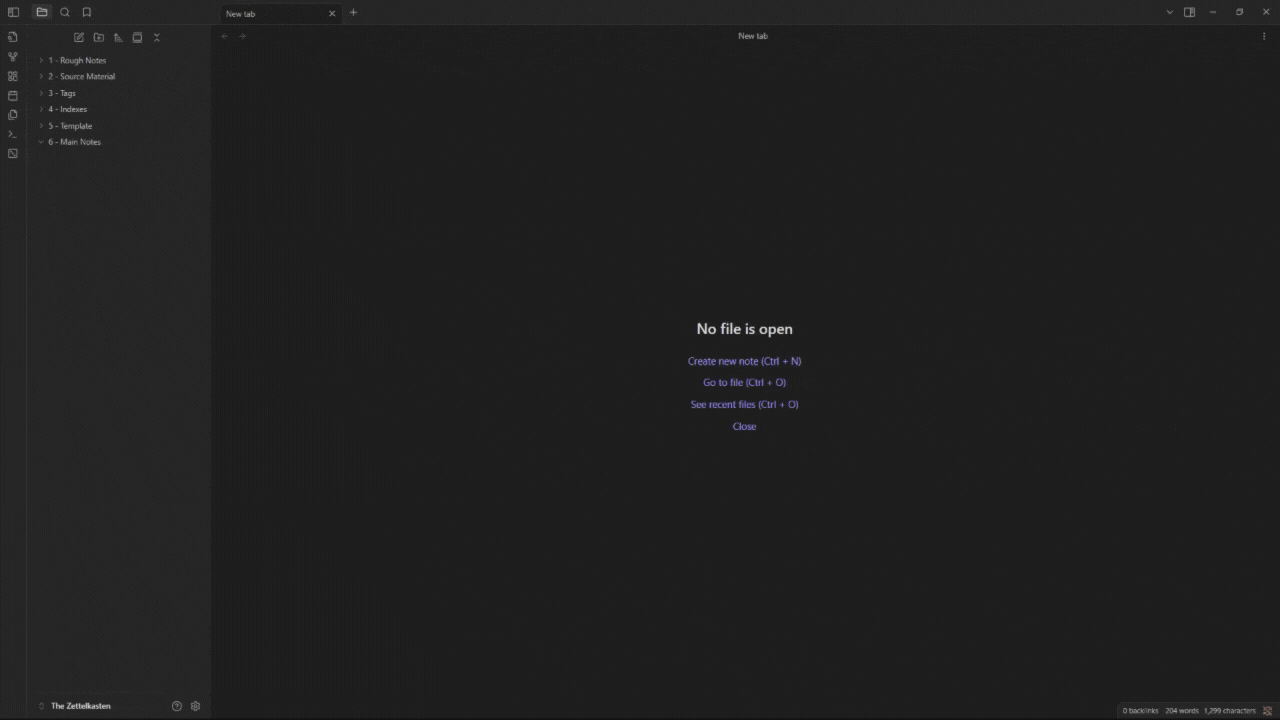 New tab
New tab
1 - Rough Notes
2 - Source Material
3 - Tags
4 - Indexes
5 - Template
6 - Main Notes
No file is open
Create new note (Ctrl + N)
Go to file (Ctrl + O)
See recent files (Ctrl + O)
Close
The Zettelkasten
0 backlinks 204 words 1,299 characters